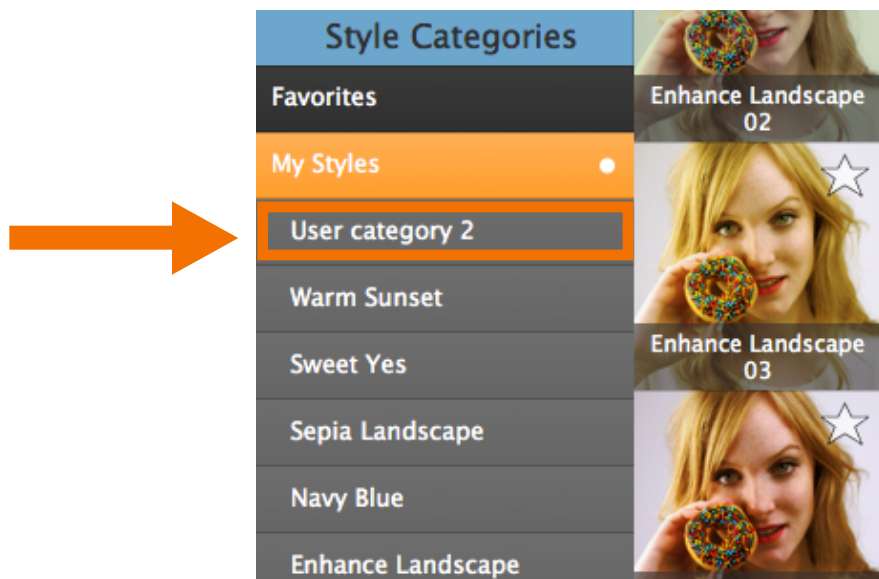 Style Categories
Favorites
My Styles
User category 2
Warm Sunset
Sweet Yes
Sepia Landscape
Navy Blue
Enhance Landscape
Enhance Landscape
02
Enhance Landscape
03